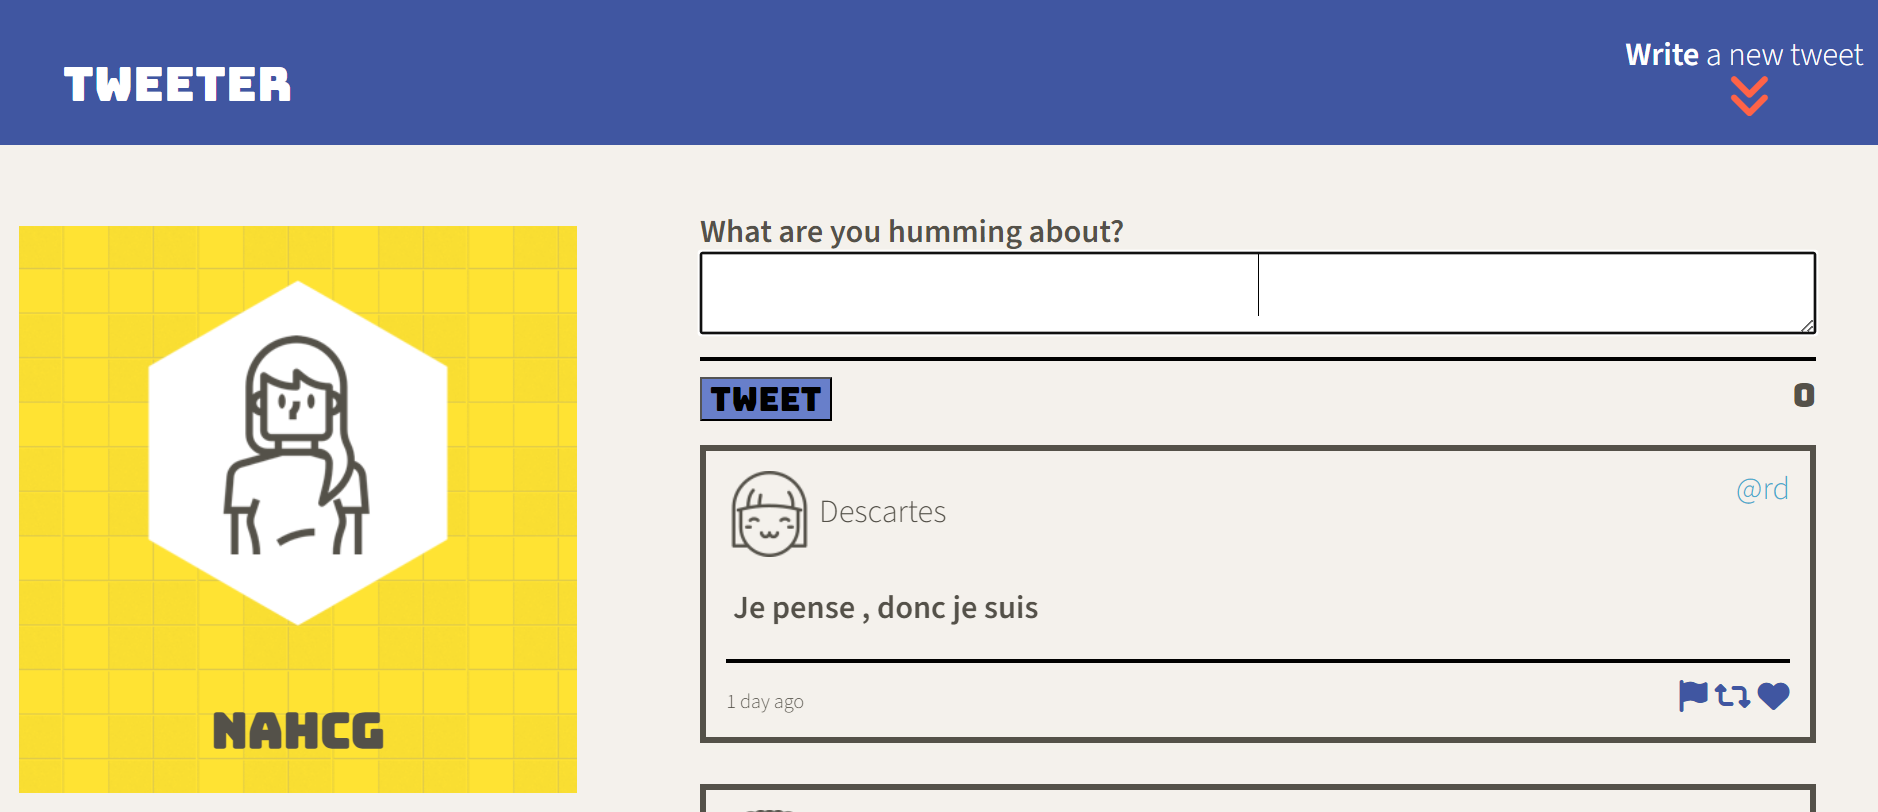 TWEETER
Write a new tweet
NAHCG
What are you humming about?
TWEET
0
Descartes
@rd
Je pense , donc je suis
1 day ago